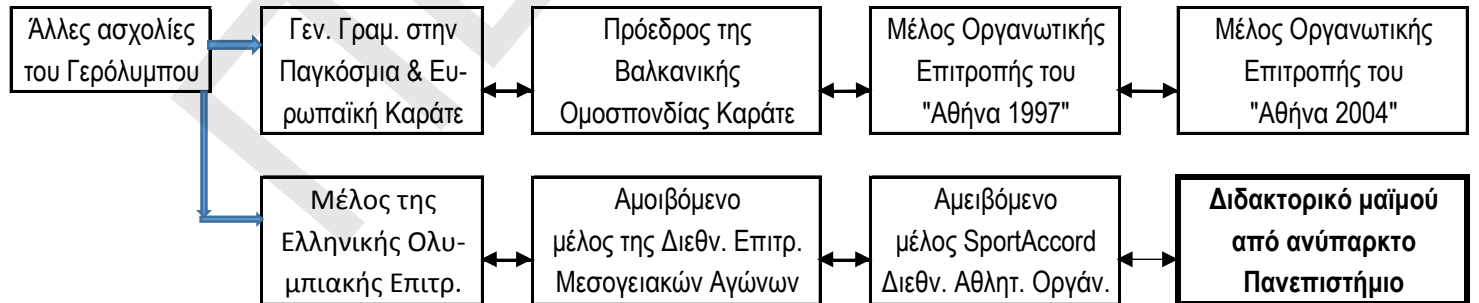 Άλλες ασχολίες
του Γερόλυμπου
Γεν. Γραμ. στην
Παγκόσμια & Ευ-
ρωπαϊκή Καράτε
Πρόεδρος της
Βαλκανικής
Ομοσπονδίας Καράτε
Μέλος Οργανωτικής
Επιτροπής του
"Αθήνα 1997"
Μέλος Οργανωτικής
Επιτροπής του
"Αθήνα 2004"
Μέλος της
Ελληνικής Ολυ-
μπιακής Επιτρ.
Αμοιβόμενο
μέλος της Διεθν. Επιτρ.
Μεσογειακών Αγώνων
Αμειβόμενο
μέλος SportAccord
Διεθν. Αθλητ. Οργάν.
Διδακτορικό μαϊμού
από ανύπαρκτο
Πανεπιστήμιο